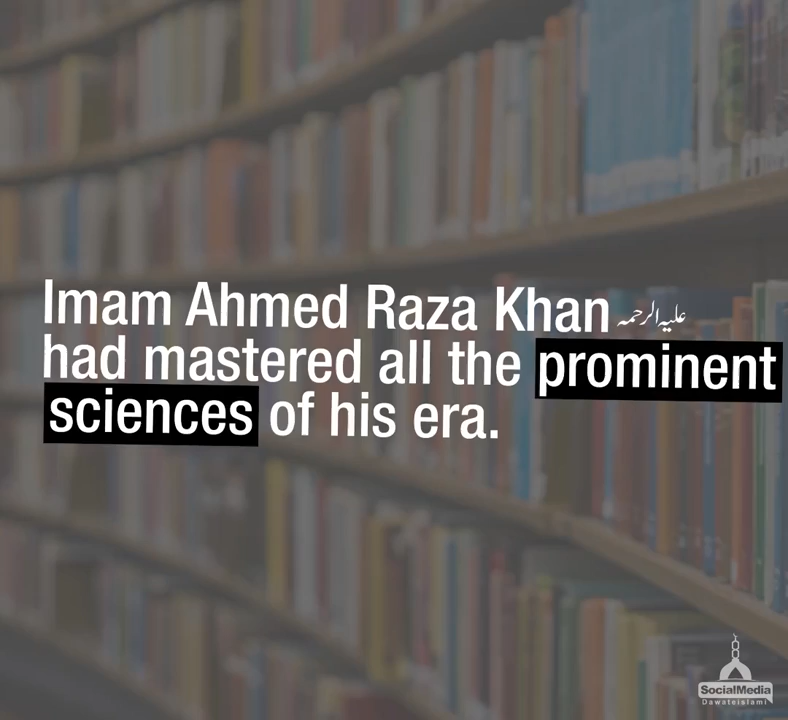 Imam Ahmed Raza Khan علیہ الرحمہ
had mastered all the prominent
sciences of his era.
SocialMedia
Dawateislami